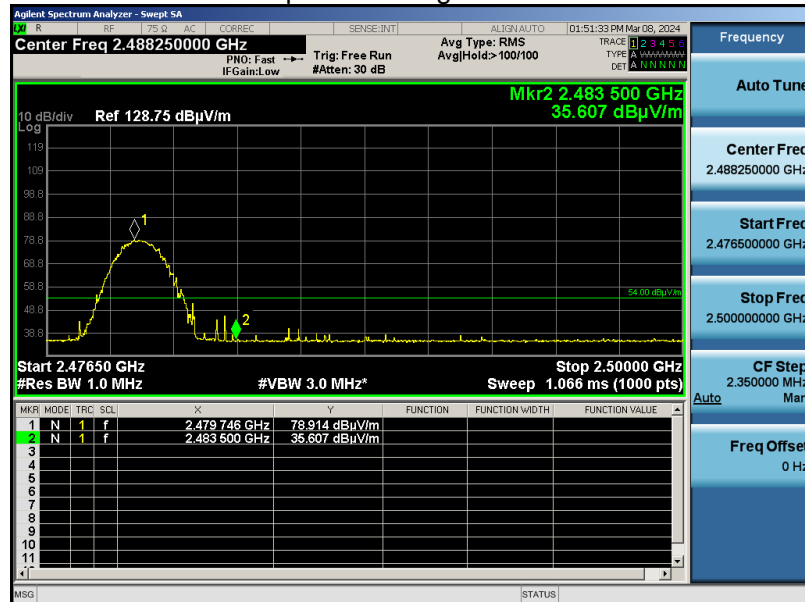 Agilent Spectrum Analyzer - Swept SA
LXI R RF 75 Ω AC CORREC SENSE:INT ALIGN AUTO 01:51:33 PM Mar 08, 2024
Center Freq 2.488250000 GHz
PNO: Fast
IFGain:Low
Trig: Free Run
#Atten: 30 dB
Avg Type: RMS
Avg|Hold:>100/100
TRACE 1 2 3 4 5 6
TYPE A WWWWW
DET A N N N N N
Frequency
Mkr2 2.483 500 GHz
35.607 dBµV/m
10 dB/div Ref 128.75 dBµV/m
Log
119
109
98.8
88.8
78.8
68.8
58.8
48.8
38.8
1
2
54.00 dBµV/m
Start 2.47650 GHz Stop 2.50000 GHz
#Res BW 1.0 MHz #VBW 3.0 MHz* Sweep 1.066 ms (1000 pts)
MKR MODE TRC SCL X Y FUNCTION FUNCTION WIDTH FUNCTION VALUE
1 N 1 f 2.479 746 GHz 78.914 dBµV/m
2 N 1 f 2.483 500 GHz 35.607 dBµV/m
3
4
5
6
7
8
9
10
11
Auto Tune
Center Freq
2.488250000 GHz
Start Freq
2.476500000 GHz
Stop Freq
2.500000000 GHz
CF Step
2.350000 MHz
Auto Man
Freq Offset
0 Hz
MSG STATUS